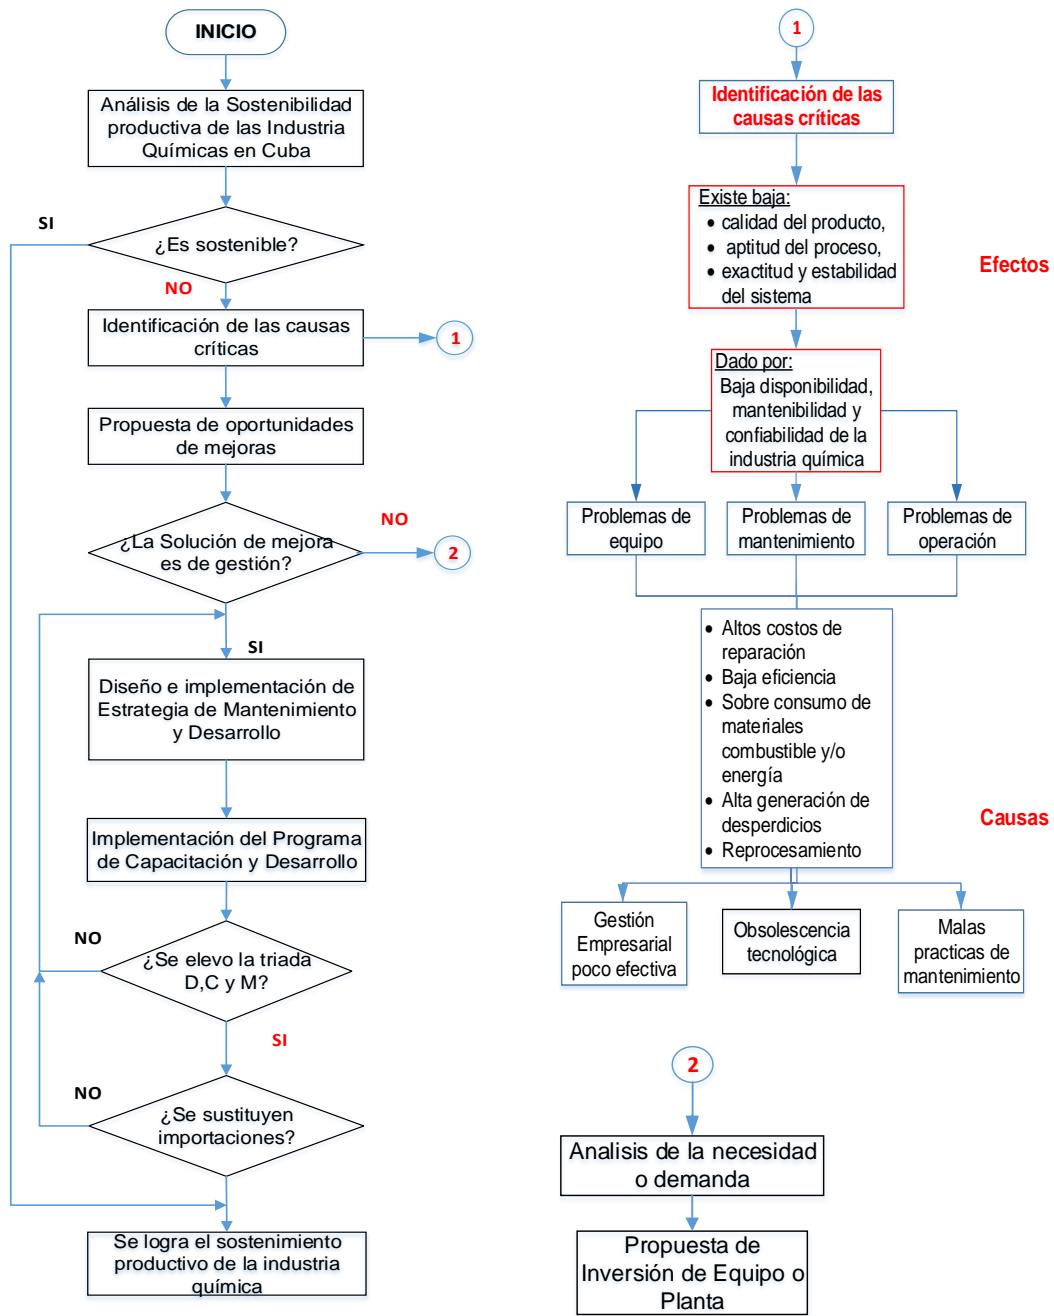 INICIO
Análisis de la Sostenibilidad
productiva de las Industria
Químicas en Cuba
SI
¿Es sostenible?
NO
Identificación de las causas
críticas
1
Propuesta de oportunidades
de mejoras
NO
¿La Solución de mejora
es de gestión?
2
SI
Diseño e implementación de
Estrategia de Mantenimiento
y Desarrollo
Implementación del Programa
de Capacitación y Desarrollo
NO
¿Se elevo la triada
D,C y M?
SI
NO
¿Se sustituyen
importaciones?
Se logra el sostenimiento
productivo de la industria
química
1
Identificación de las
causas críticas
Existe baja:
• calidad del producto,
• aptitud del proceso,
• exactitud y estabilidad
del sistema
Efectos
Dado por:
Baja disponibilidad,
mantenibilidad y
confiabilidad de la
industria química
Problemas de
equipo
Problemas de
mantenimiento
Problemas de
operación
• Altos costos de
reparación
• Baja eficiencia
• Sobre consumo de
materiales
combustible y/o
energía
• Alta generación de
desperdicios
• Reprocesamiento
Causas
Gestión
Empresarial
poco efectiva
Obsolescencia
tecnológica
Malas
practicas de
mantenimiento
2
Analisis de la necesidad
o demanda
Propuesta de
Inversión de Equipo o
Planta